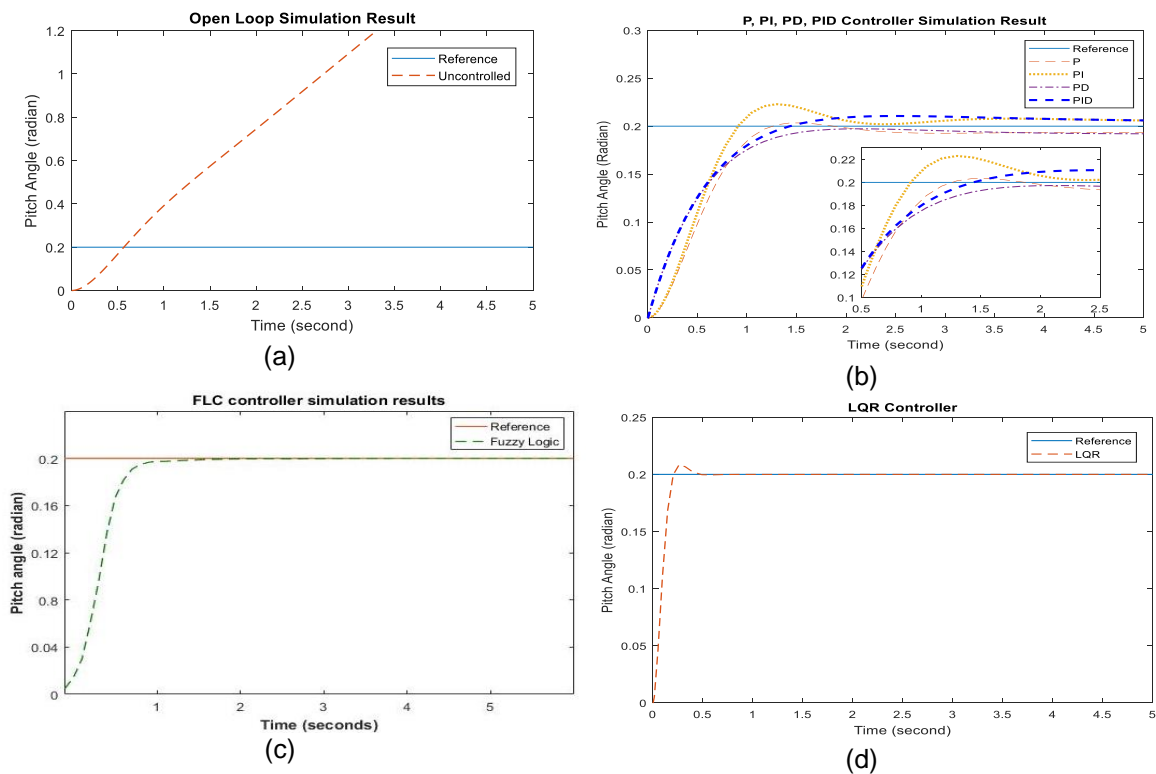 Open Loop Simulation Result
Pitch Angle (radian)
1.2
1
0.8
0.6
0.4
0.2
0
Reference
Uncontrolled
0 0.5 1 1.5 2 2.5 3 3.5 4 4.5 5
Time (second)
(a)
P, PI, PD, PID Controller Simulation Result
Pitch Angle (Radian)
0.3
0.25
0.2
0.15
0.1
0.05
0
Reference
P
PI
PD
PID
0.22
0.2
0.18
0.16
0.14
0.12
0.1
0.5 1 1.5 2 2.5
0 0.5 1 1.5 2 2.5 3 3.5 4 4.5 5
Time (second)
(b)
FLC controller simulation results
Pitch angle (radian)
0.2
0.16
0.12
0.08
0.04
0
Reference
Fuzzy Logic
1 2 3 4 5
Time (seconds)
(c)
LQR Controller
Pitch Angle (radian)
0.25
0.2
0.15
0.1
0.05
0
Reference
LQR
0 0.5 1 1.5 2 2.5 3 3.5 4 4.5 5
Time (second)
(d)